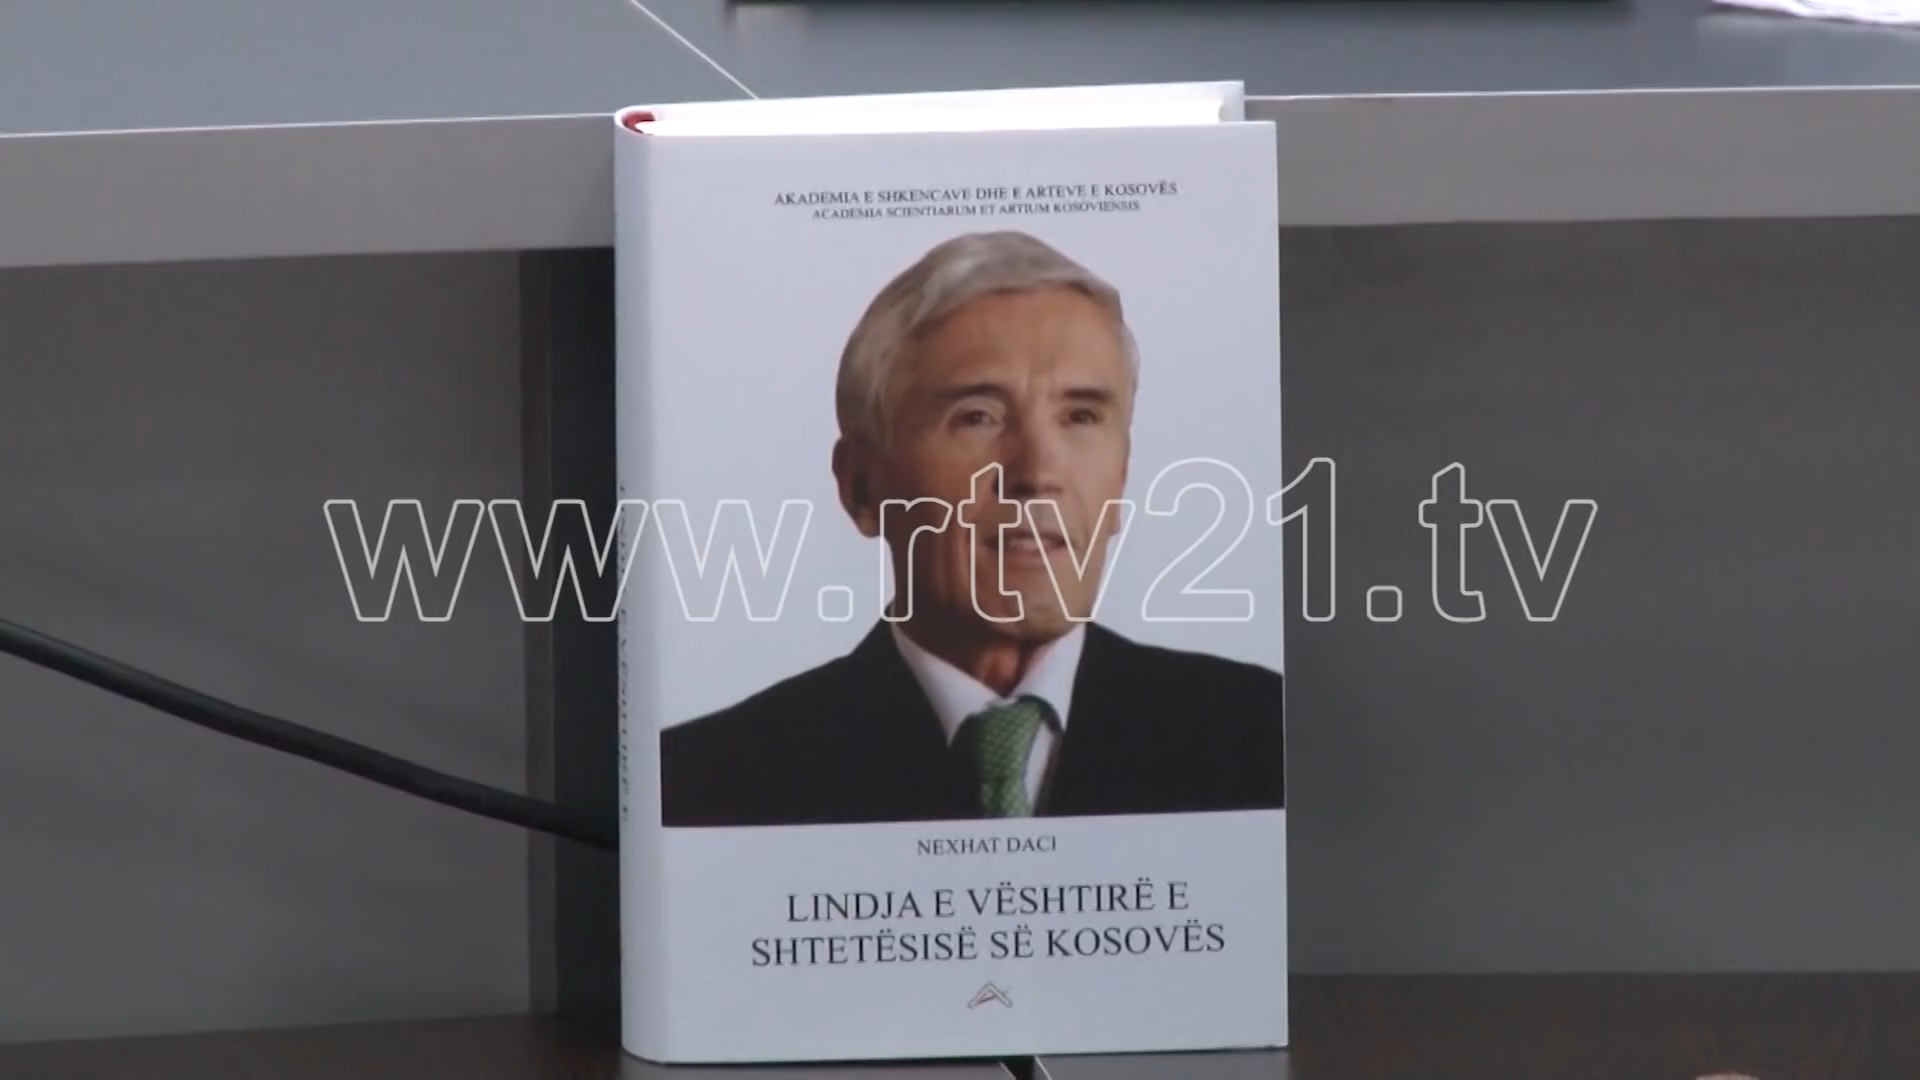 AKADEMIA E SHKENCAVE DHE E ARTEVE E KOSOVËS
ACADEMIA SCIENTIARUM ET ARTIUM KOSOVIENSIS
www.rtv21.tv
NEXHAT DACI
LINDJA E VËSHTIRË E
SHTETËSISË SË KOSOVËS